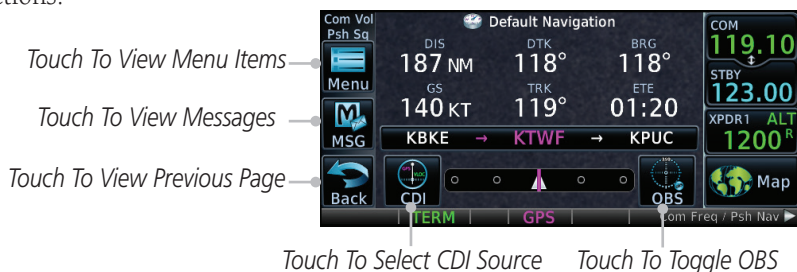 ctions.
Com Vol
Psh Sq
Default Navigation
COM
119.10
Touch To View Menu Items
Menu
DIS
187 NM
DTK
118°
BRG
118°
STBY
123.00
Touch To View Messages
MSG
GS
140 KT
TRK
119°
ETE
01:20
XPDR1 ALT
1200 R
KBKE → KTWF → KPUC
Touch To View Previous Page
Back
GPS VLOC
CDI
OBS
Map
TERM
GPS
Com Freq / Psh Nav
Touch To Select CDI Source
Touch To Toggle OBS